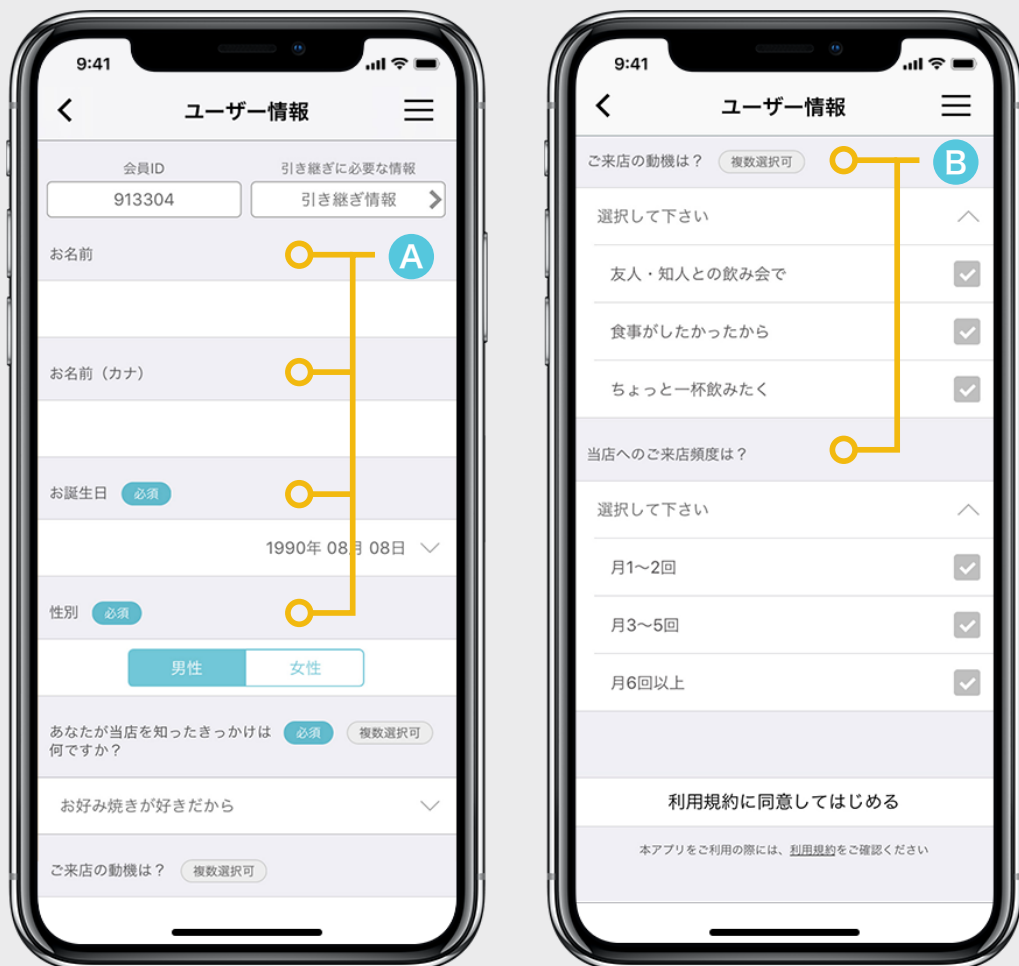 9:41
ユーザー情報
会員ID
引き継ぎに必要な情報
913304
引き継ぎ情報
お名前
A
お名前（カナ）
お誕生日 必須
1990年 08月 08日
性別 必須
男性 女性
あなたが当店を知ったきっかけは 必須 複数選択可
何ですか？
お好み焼きが好きだから
ご来店の動機は？ 複数選択可
9:41
ユーザー情報
ご来店の動機は？ 複数選択可
B
選択して下さい
友人・知人との飲み会で
食事がしたかったから
ちょっと一杯飲みたく
当店へのご来店頻度は？
選択して下さい
月1〜2回
月3〜5回
月6回以上
利用規約に同意してはじめる
本アプリをご利用の際には、利用規約をご確認ください